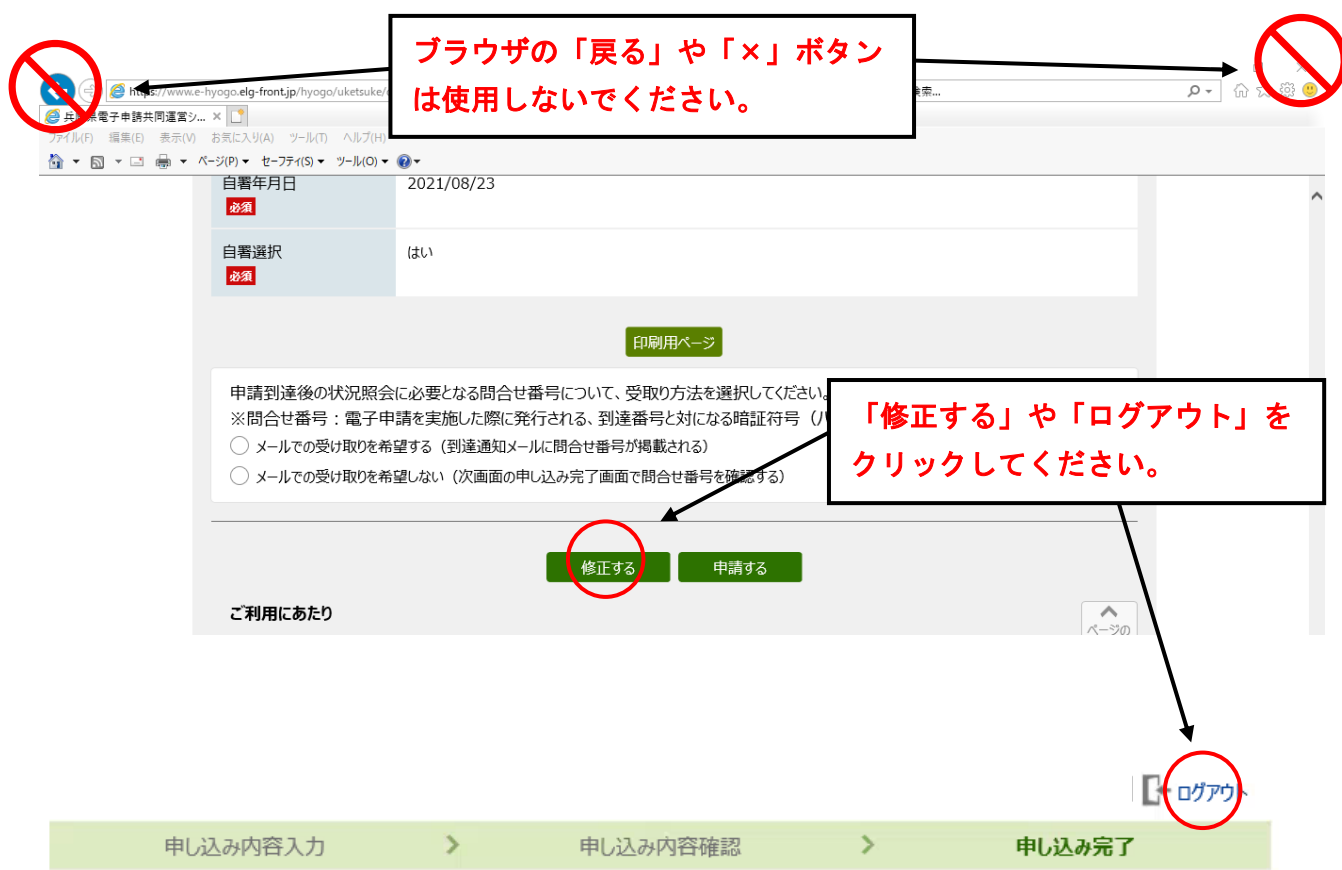 ブラウザの「戻る」や「×」ボタン
は使用しないでください。
https://www.e-hyogo.elg-front.jp/hyogo/uketsuke/
索...
兵庫県電子申請共同運営シ...
ファイル(F) 編集(E) 表示(V) お気に入り(A) ツール(T) ヘルプ(H)
ページ(P) セーフティ(S) ツール(O)
自署年月日 2021/08/23
必須
自署選択 はい
必須
印刷用ページ
申請到達後の状況照会に必要となる問合せ番号について、受取り方法を選択してください。
※問合せ番号：電子申請を実施した際に発行される、到達番号と対になる暗証符号（パ
メールでの受け取りを希望する（到達通知メールに問合せ番号が掲載される）
メールでの受け取りを希望しない（次画面の申し込み完了画面で問合せ番号を確認する）
「修正する」や「ログアウト」を
クリックしてください。
修正する 申請する
ご利用にあたり
ページの
ログアウト
申し込み内容入力 > 申し込み内容確認 > 申し込み完了